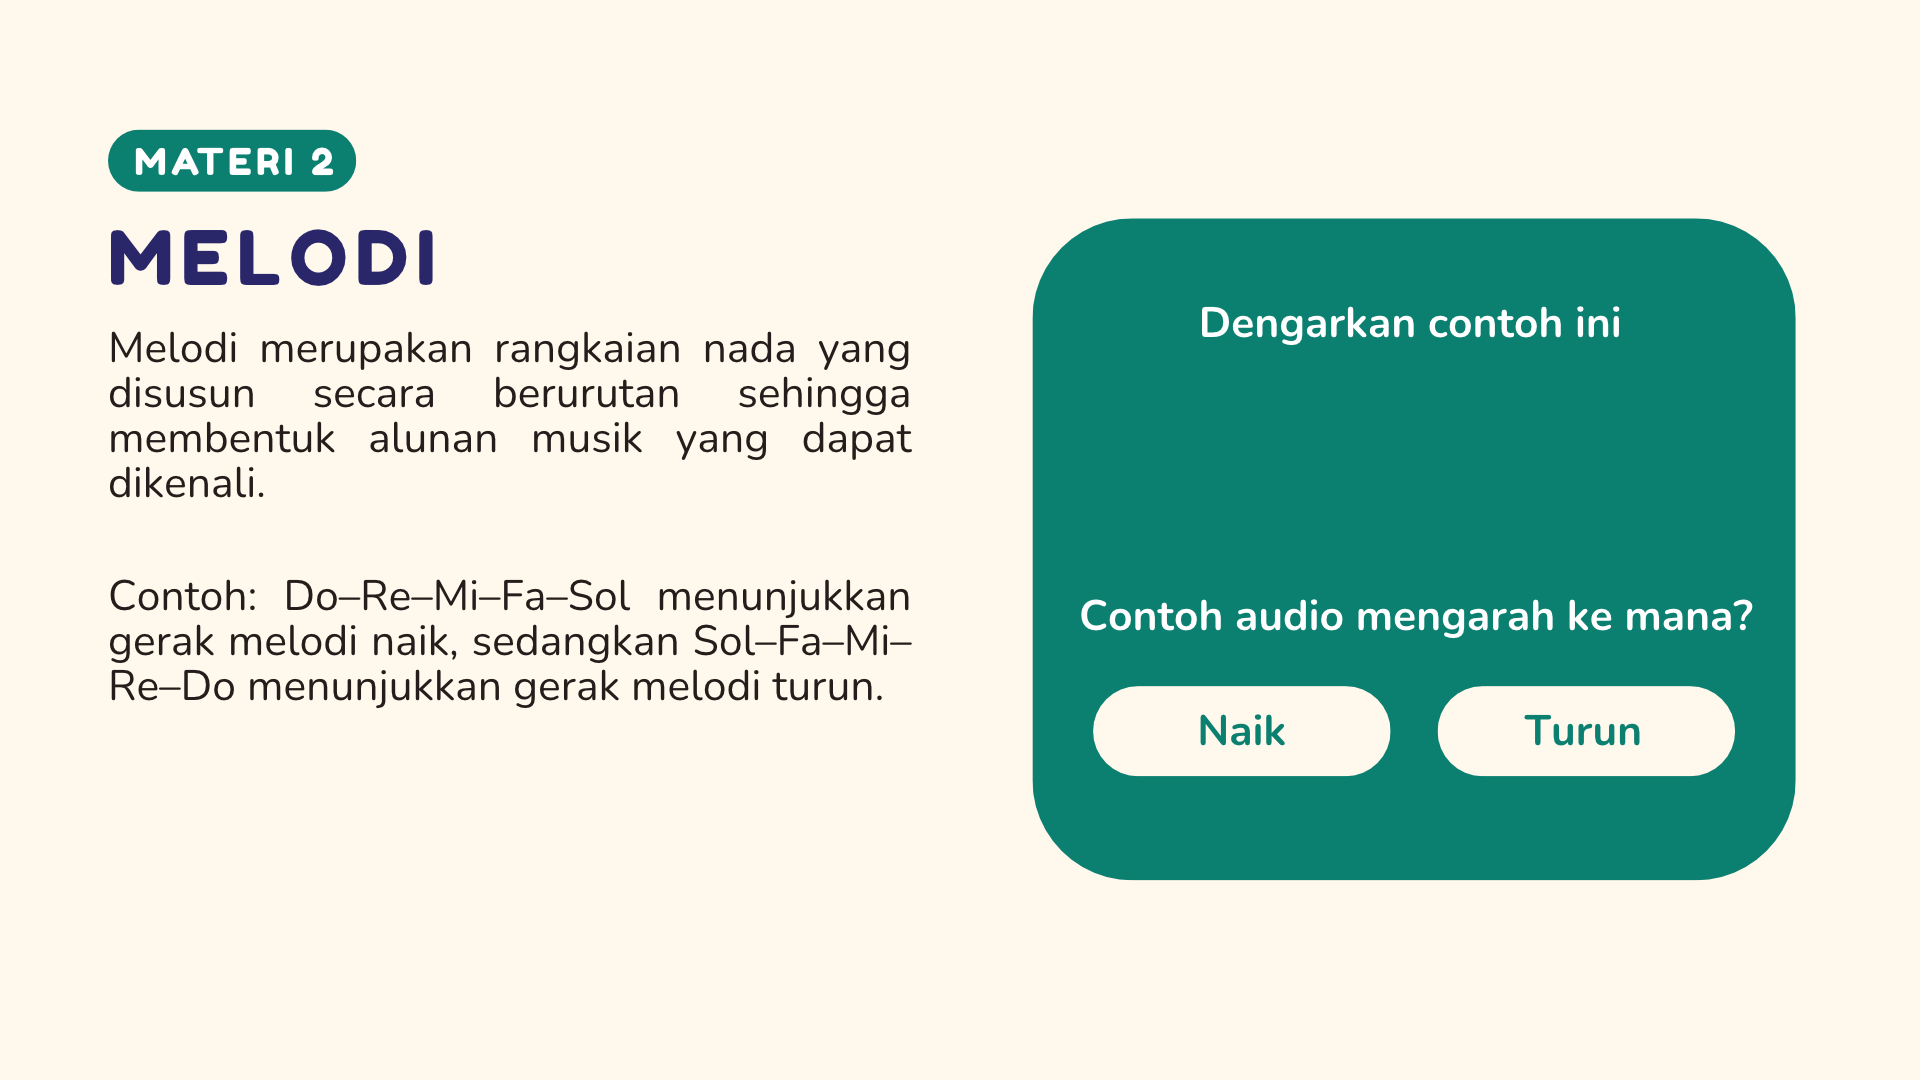 MATERI 2
MELODI
Melodi merupakan rangkaian nada yang
disusun secara berurutan sehingga
membentuk alunan musik yang dapat
dikenali.
Contoh: Do–Re–Mi–Fa–Sol menunjukkan
gerak melodi naik, sedangkan Sol–Fa–Mi–
Re–Do menunjukkan gerak melodi turun.
Dengarkan contoh ini
Contoh audio mengarah ke mana?
Naik
Turun